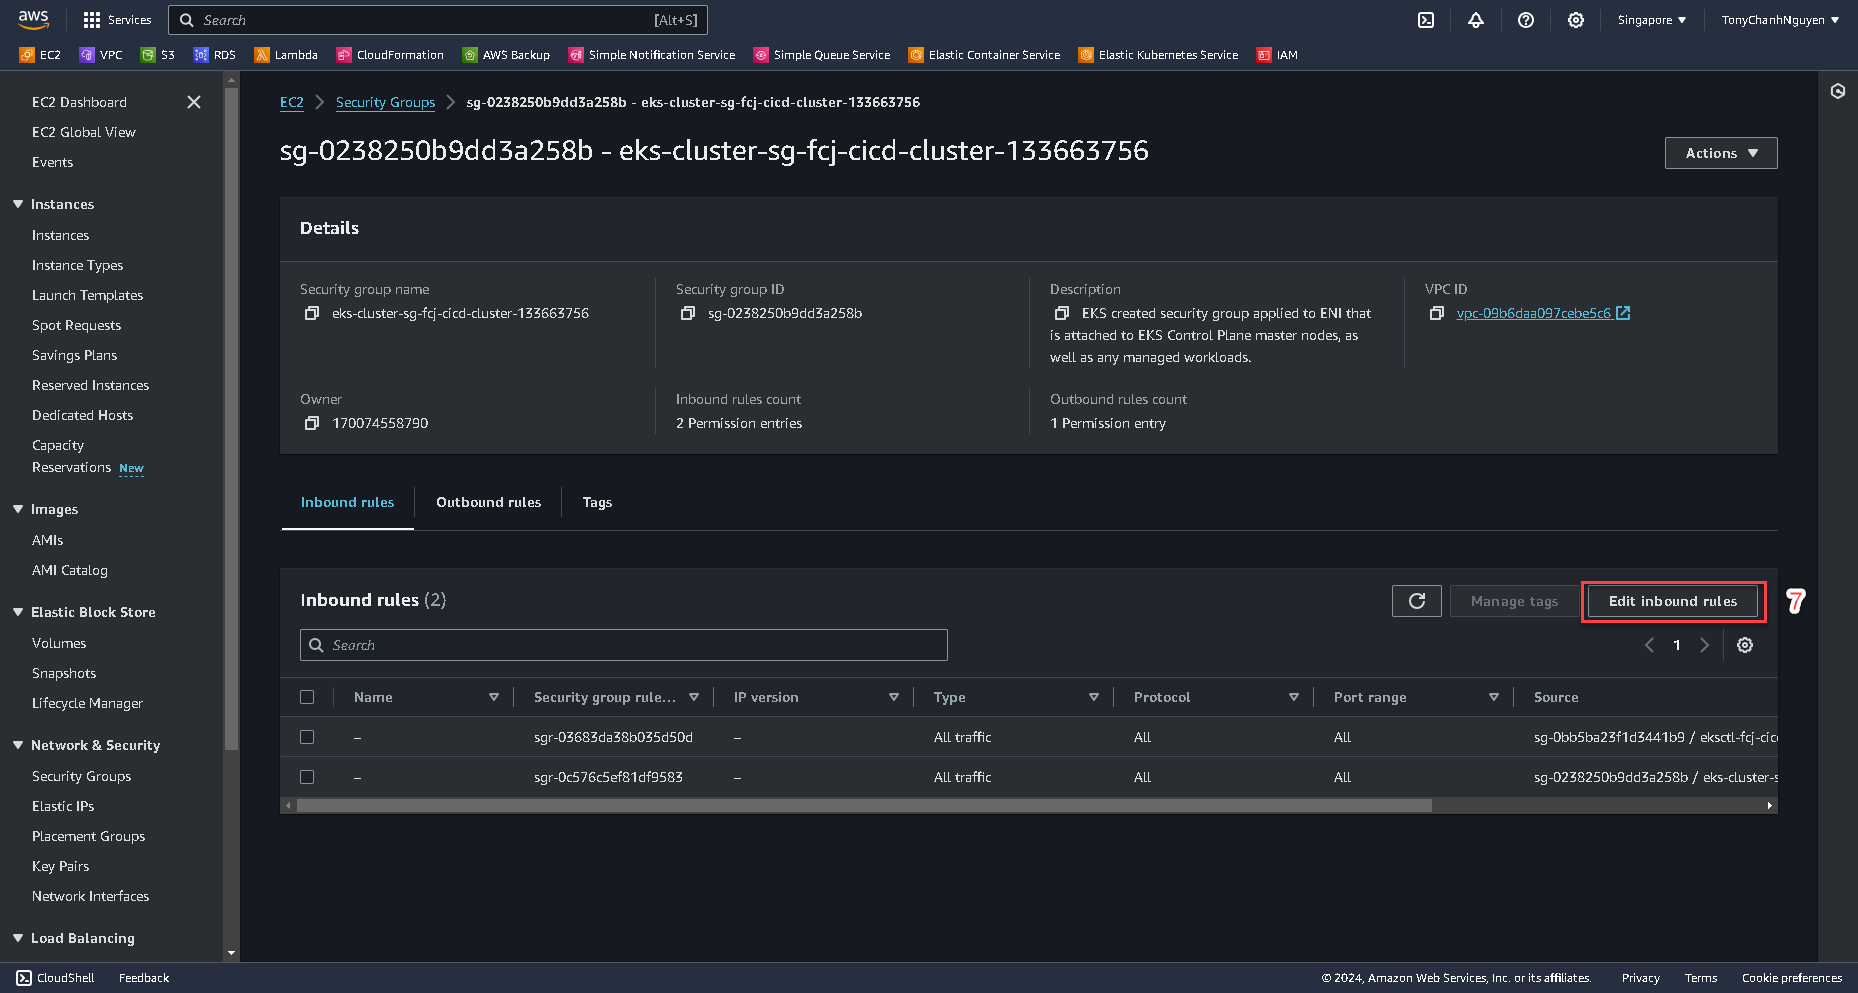 aws
Services
Search
[Alt+S]
Singapore
TonyChanhNguyen
EC2
VPC
S3
RDS
Lambda
CloudFormation
AWS Backup
Simple Notification Service
Simple Queue Service
Elastic Container Service
Elastic Kubernetes Service
IAM
EC2 Dashboard
EC2 Global View
Events
Instances
Instances
Instance Types
Launch Templates
Spot Requests
Savings Plans
Reserved Instances
Dedicated Hosts
Capacity
Reservations New
Images
AMIs
AMI Catalog
Elastic Block Store
Volumes
Snapshots
Lifecycle Manager
Network & Security
Security Groups
Elastic IPs
Placement Groups
Key Pairs
Network Interfaces
Load Balancing
EC2 > Security Groups > sg-0238250b9dd3a258b - eks-cluster-sg-fcj-cicd-cluster-133663756
sg-0238250b9dd3a258b - eks-cluster-sg-fcj-cicd-cluster-133663756
Actions
Details
Security group name
eks-cluster-sg-fcj-cicd-cluster-133663756
Security group ID
sg-0238250b9dd3a258b
Description
EKS created security group applied to ENI that
is attached to EKS Control Plane master nodes, as
well as any managed workloads.
VPC ID
vpc-09b6daa097cebe5c6
Owner
170074558790
Inbound rules count
2 Permission entries
Outbound rules count
1 Permission entry
Inbound rules
Outbound rules
Tags
Inbound rules (2)
Manage tags
Edit inbound rules
7
Search
1
Name
Security group rule...
IP version
Type
Protocol
Port range
Source
– sgr-03683da38b035d50d – All traffic All All sg-0bb5ba23f1d3441b9 / eksctl-fcj-cic
– sgr-0c576c5ef81df9583 – All traffic All All sg-0238250b9dd3a258b / eks-cluster-s
CloudShell
Feedback
© 2024, Amazon Web Services, Inc. or its affiliates.
Privacy
Terms
Cookie preferences